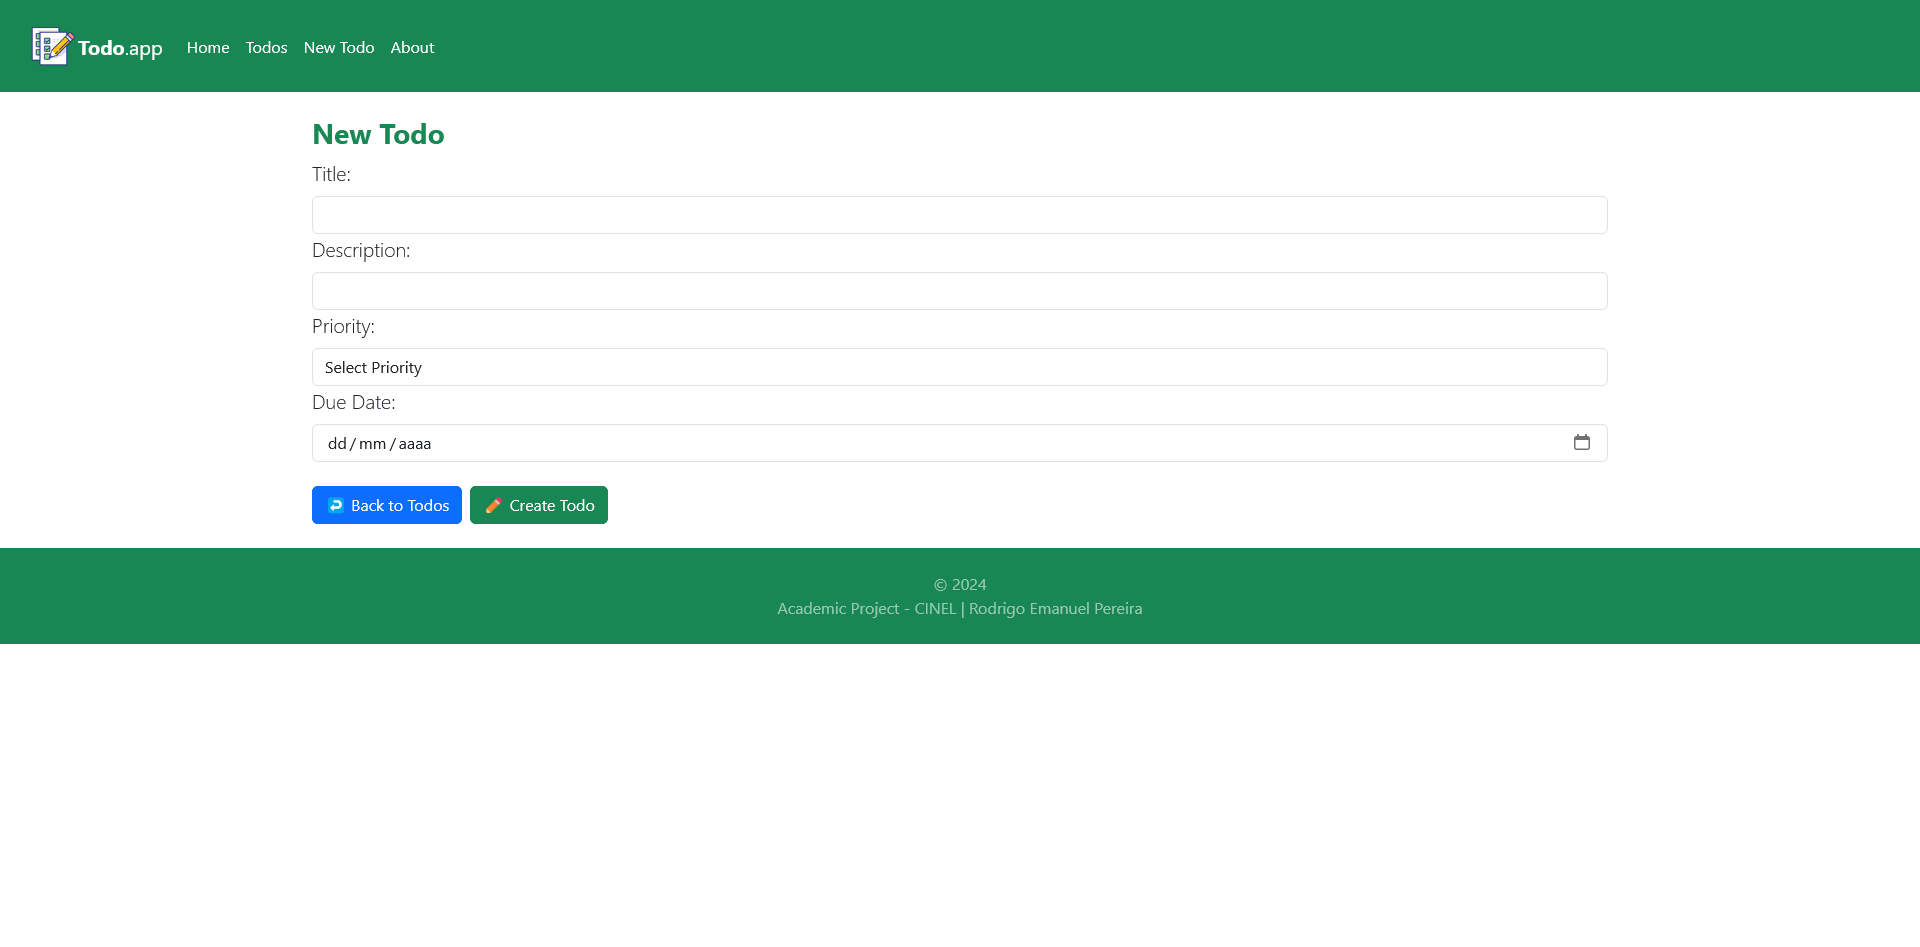 Todo.app Home Todos New Todo About
New Todo
Title:
Description:
Priority:
Select Priority
Due Date:
dd/mm/aaaa
Back to Todos Create Todo
© 2024
Academic Project - CINEL | Rodrigo Emanuel Pereira